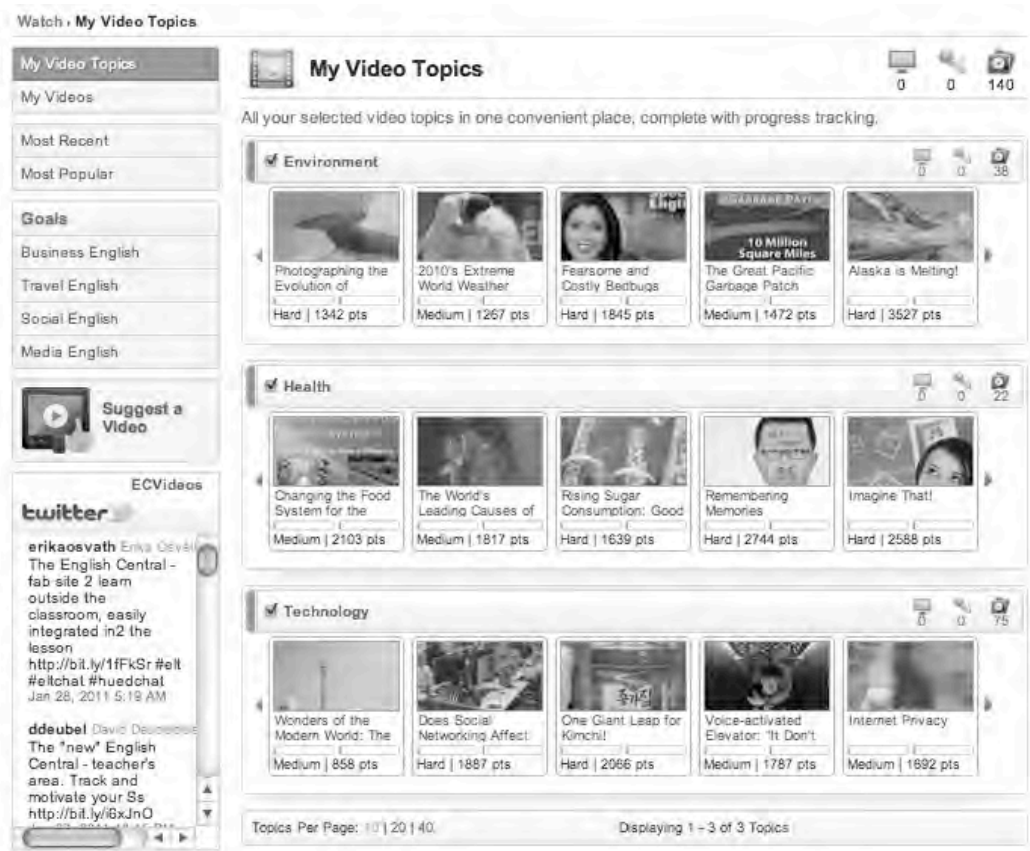 Watch › My Video Topics
My Video Topics
My Videos
Most Recent
Most Popular
Goals
Business English
Travel English
Social English
Media English
Suggest a
Video
ECVideos
twitter
erikaosvath Erika
The English Central -
fab site 2 learn
outside the
classroom, easily
integrated in2 the
lesson
http://bit.ly/1fFkSr #elt
#eltchat #huedchat
Jan 28, 2011 5:19 AM
ddeubel David
The "new" English
Central - teacher's
area. Track and
motivate your Ss
http://bit.ly/i6xJnO
My Video Topics
0 0 140
All your selected video topics in one convenient place, complete with progress tracking.
Environment
0 0 38
Photographing the
Evolution of
Hard | 1342 pts
2010's Extreme
World Weather
Medium | 1267 pts
Fearsome and
Costly Bedbugs
Hard | 1845 pts
10 Million
Square Miles
The Great Pacific
Garbage Patch
Medium | 1472 pts
Alaska is Melting!
Hard | 3527 pts
Health
0 0 22
Changing the Food
System for the
Medium | 2103 pts
The World's
Leading Causes of
Medium | 1817 pts
Rising Sugar
Consumption: Good
Hard | 1639 pts
Remembering
Memories
Hard | 2744 pts
Imagine That!
Hard | 2588 pts
Technology
0 0 75
Wonders of the
Modern World: The
Medium | 858 pts
Does Social
Networking Affect
Hard | 1887 pts
One Giant Leap for
Kimchi!
Hard | 2066 pts
Voice-activated
Elevator: "It Don't
Medium | 1787 pts
Internet Privacy
Medium | 1692 pts
Topics Per Page: 10 | 20 | 40
Displaying 1 - 3 of 3 Topics